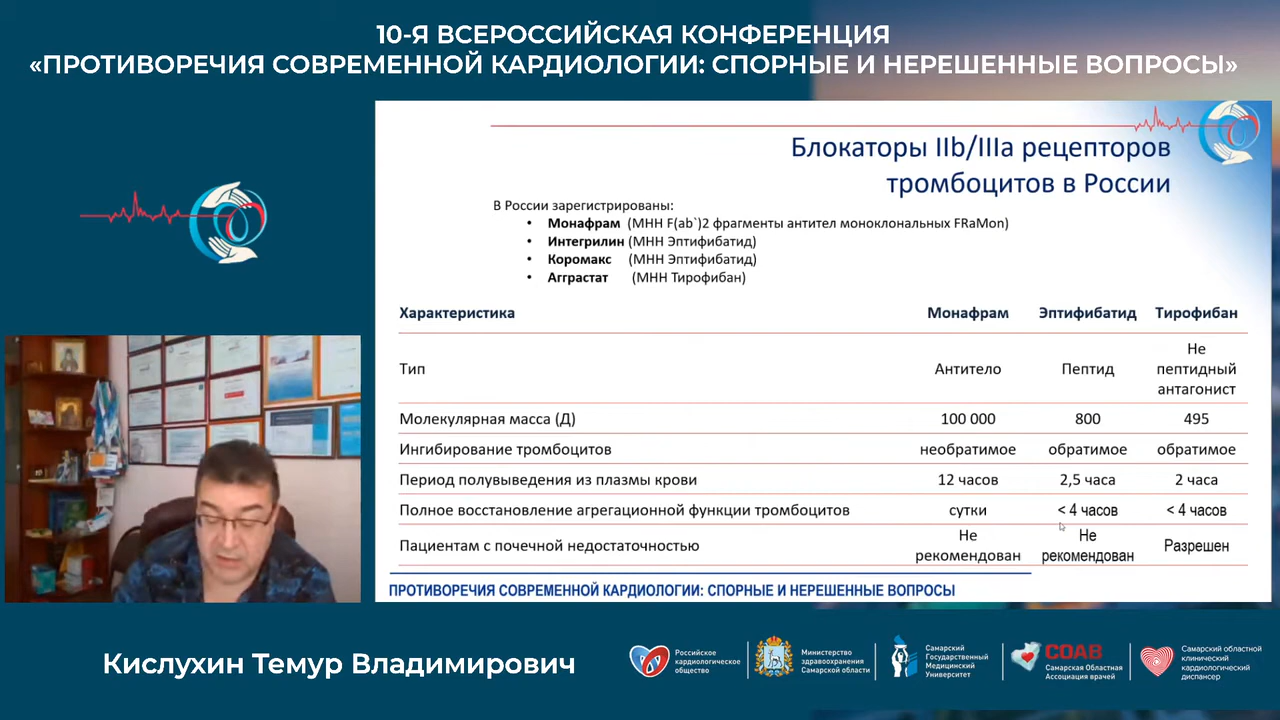 10-Я ВСЕРОССИЙСКАЯ КОНФЕРЕНЦИЯ
«ПРОТИВОРЕЧИЯ СОВРЕМЕННОЙ КАРДИОЛОГИИ: СПОРНЫЕ И НЕРЕШЕННЫЕ ВОПРОСЫ»
Блокаторы IIb/IIIa рецепторов
тромбоцитов в России
В России зарегистрированы:
• Монафрам (МНН F(ab`)2 фрагменты антител моноклональных FRaMon)
• Интегрилин (МНН Эптифибатид)
• Коромакс (МНН Эптифибатид)
• Агграстат (МНН Тирофибан)
Характеристика Монафрам Эптифибатид Тирофибан
Тип Антитело Пептид Не пептидный антагонист
Молекулярная масса (Д) 100 000 800 495
Ингибирование тромбоцитов необратимое обратимое обратимое
Период полувыведения из плазмы крови 12 часов 2,5 часа 2 часа
Полное восстановление агрегационной функции тромбоцитов сутки < 4 часов < 4 часов
Пациентам с почечной недостаточностью Не рекомендован Не рекомендован Разрешен
ПРОТИВОРЕЧИЯ СОВРЕМЕННОЙ КАРДИОЛОГИИ: СПОРНЫЕ И НЕРЕШЕННЫЕ ВОПРОСЫ
Кислухин Темур Владимирович
Российское
кардиологическое
общество
Министерство
здравоохранения
Самарской области
Самарский
Государственный
Медицинский
Университет
СОАВ
Самарская Областная
Ассоциация врачей
Самарский областной
клинический
кардиологический
диспансер